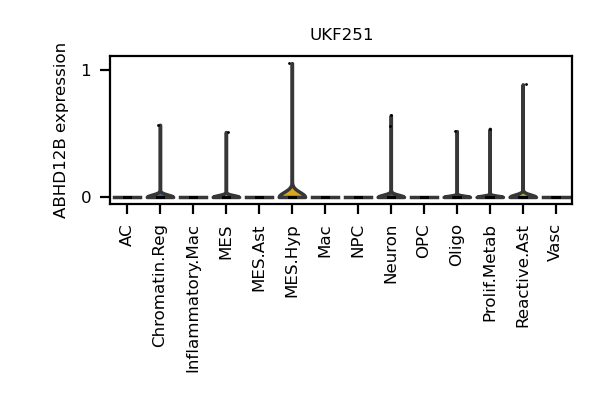 UKF251
ABHD12B expression
1
0
AC
Chromatin.Reg
Inflammatory.Mac
MES
MES.Ast
MES.Hyp
Mac
NPC
Neuron
OPC
Oligo
Prolif.Metab
Reactive.Ast
Vasc